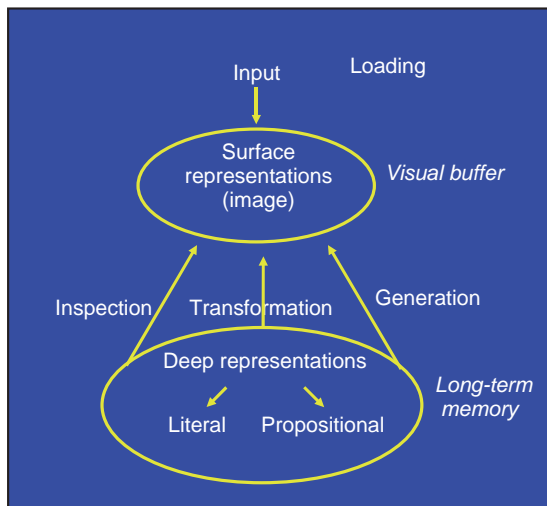 Input
Loading
Surface
representations
(image)
Visual buffer
Inspection
Transformation
Generation
Deep representations
Long-term
memory
Literal
Propositional